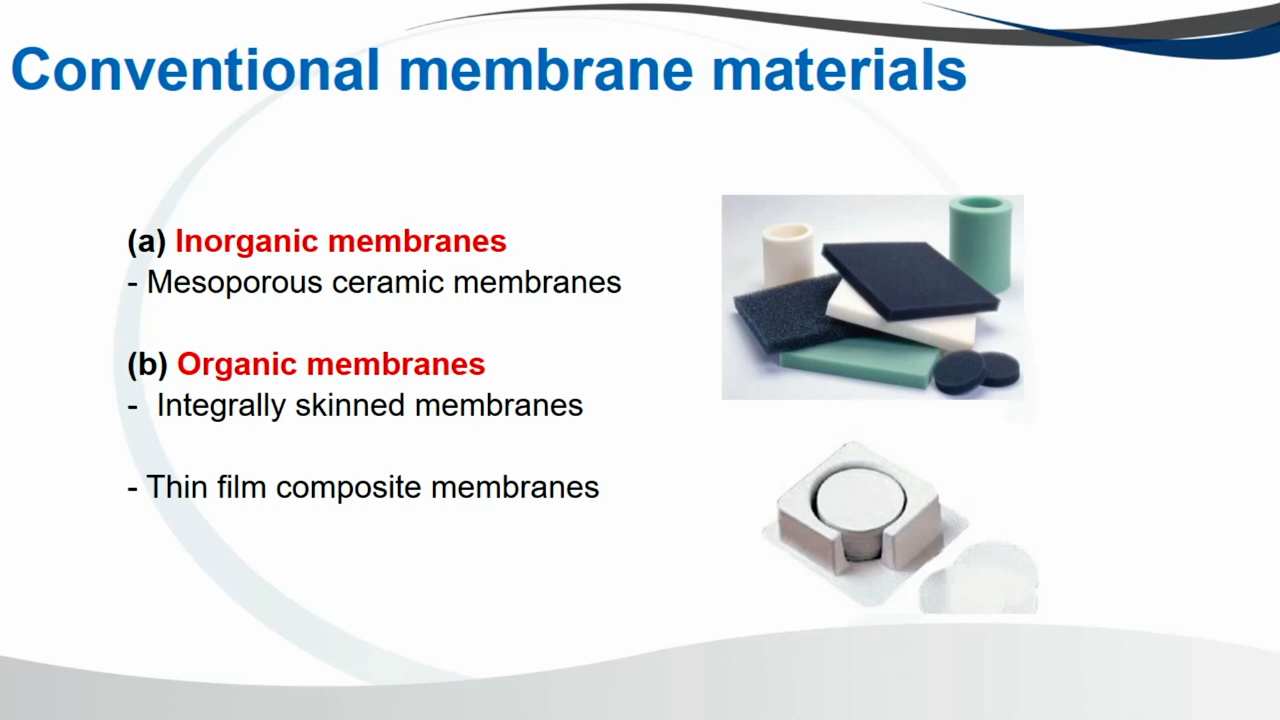 Conventional membrane materials
(a) Inorganic membranes
- Mesoporous ceramic membranes
(b) Organic membranes
- Integrally skinned membranes
- Thin film composite membranes